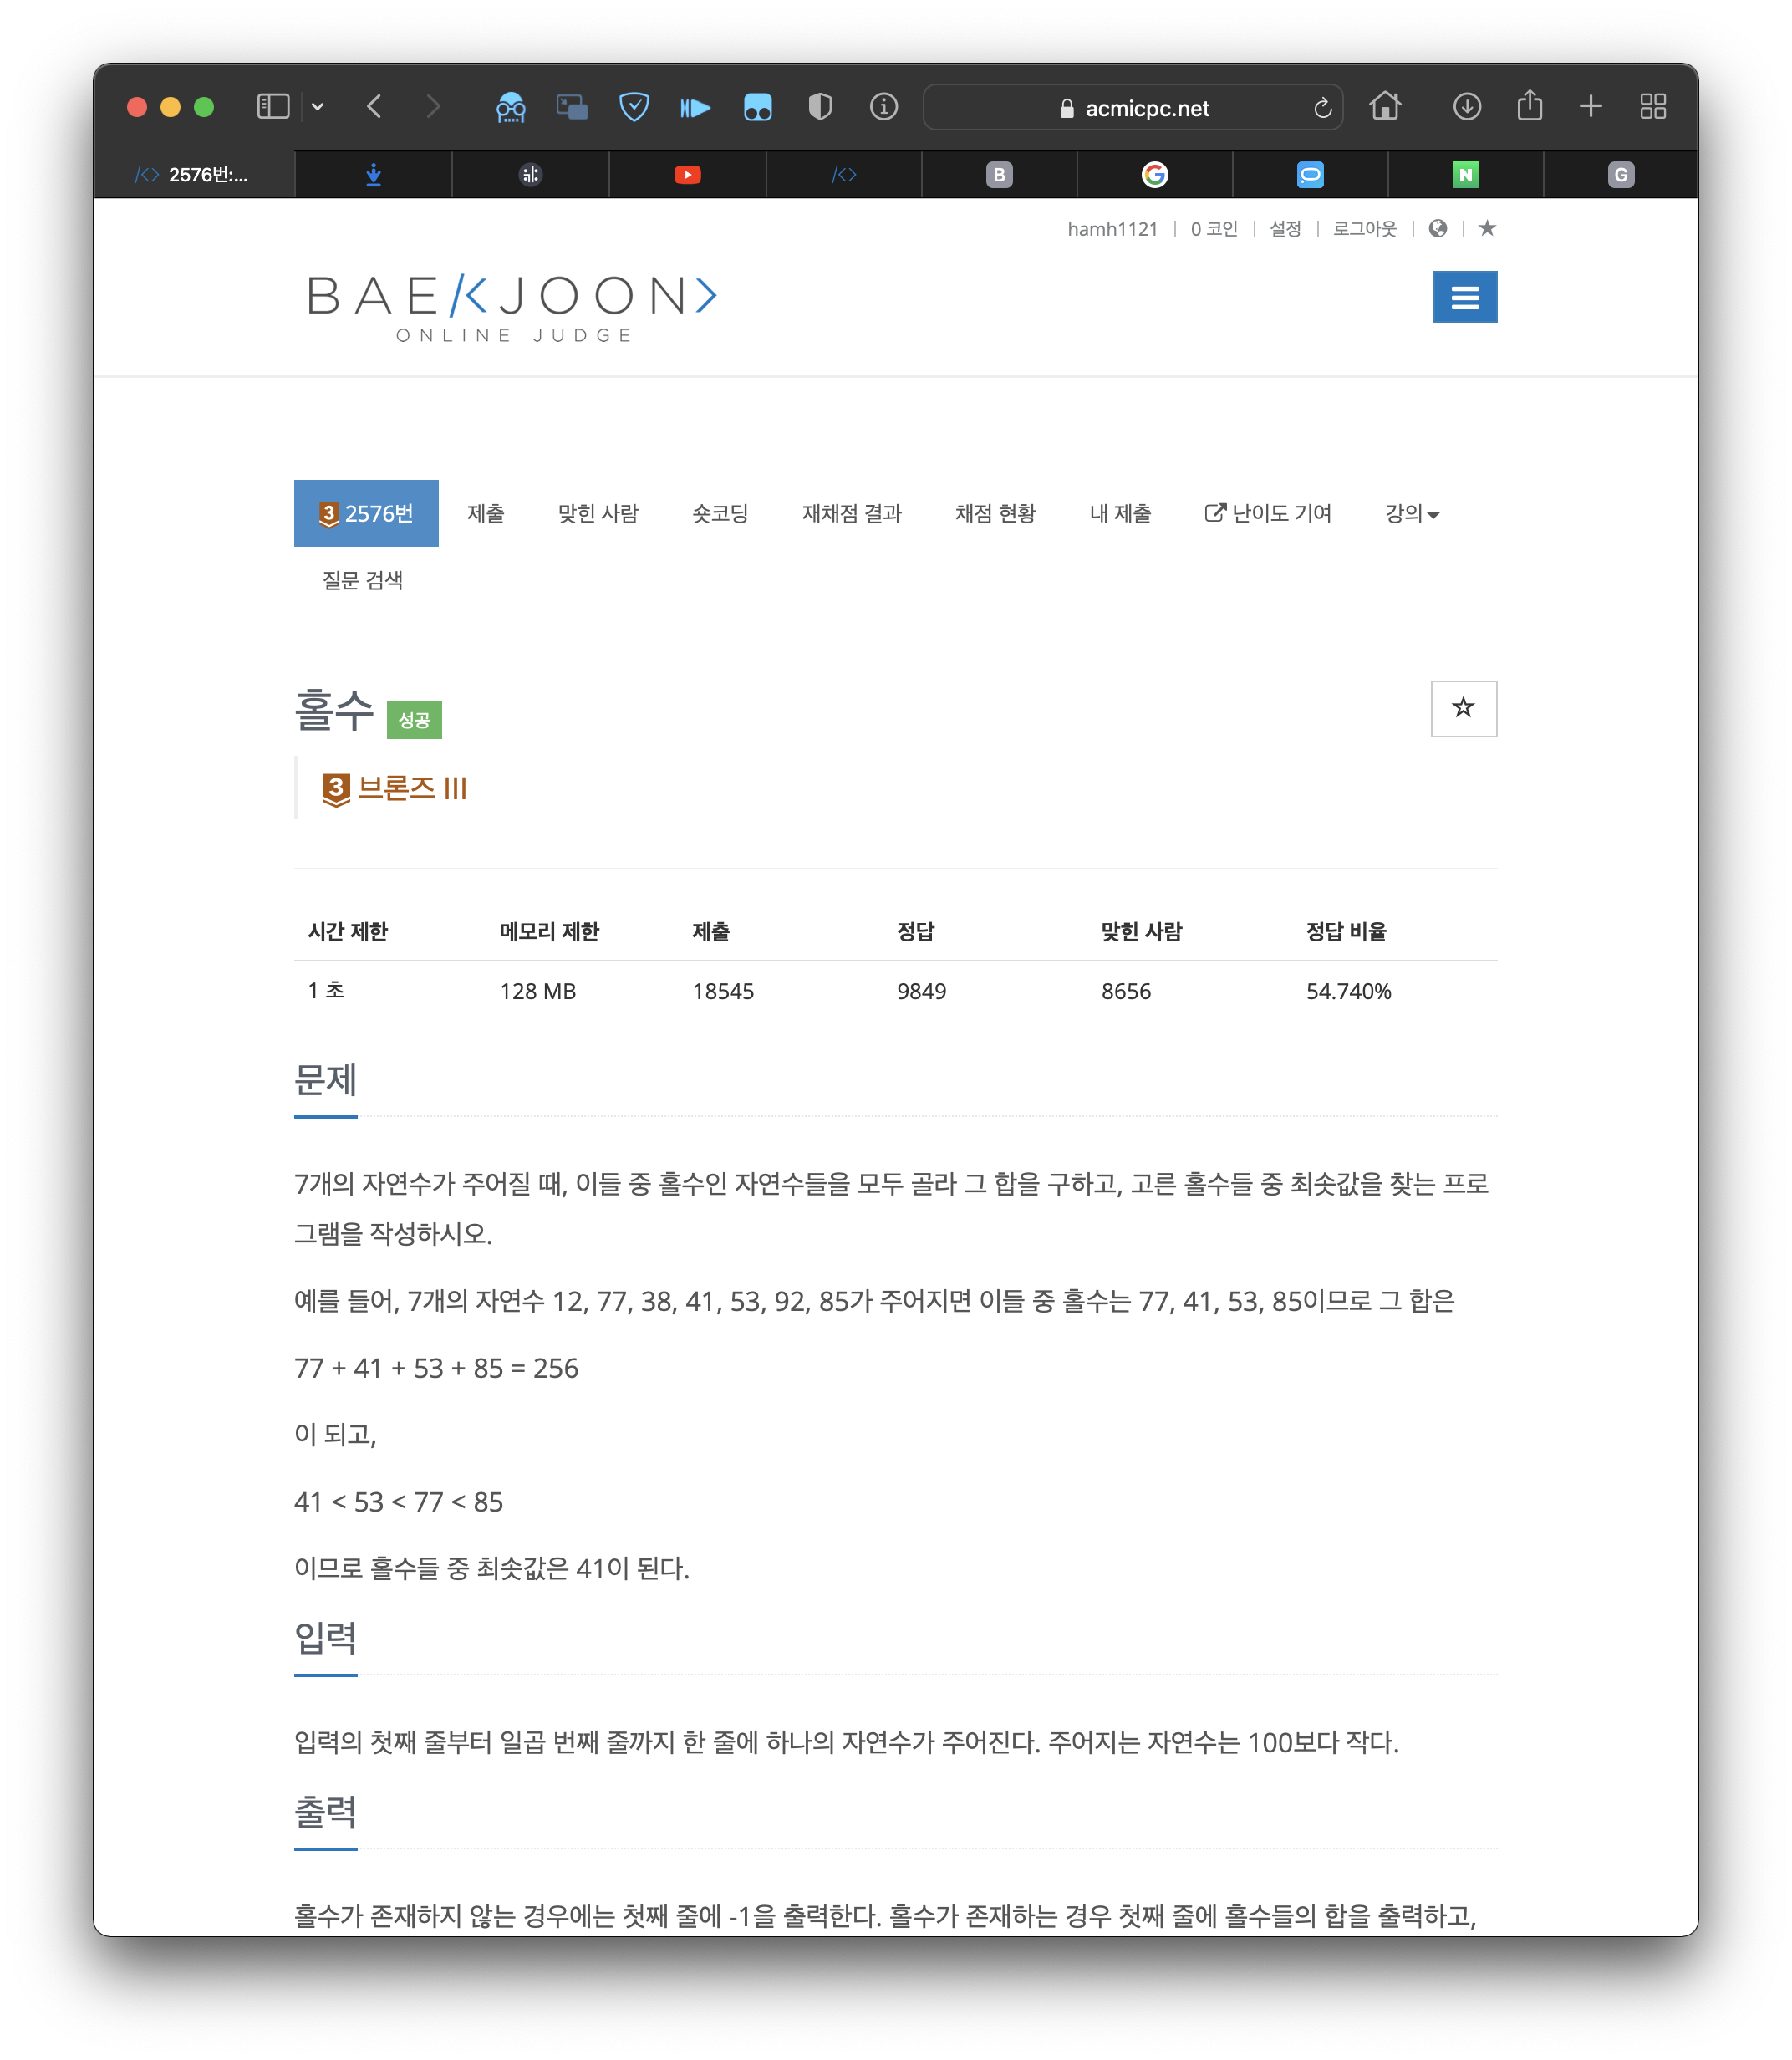 acmicpc.net
2576번:...
B
G
N
G
hamh1121 | 0 코인 | 설정 | 로그아웃 | |
BAEKJOON>
ONLINE JUDGE
3 2576번 제출 맞힌 사람 숏코딩 재채점 결과 채점 현황 내 제출 난이도 기여 강의
질문 검색
홀수 성공
3 브론즈 III
시간 제한 메모리 제한 제출 정답 맞힌 사람 정답 비율
1 초 128 MB 18545 9849 8656 54.740%
문제
7개의 자연수가 주어질 때, 이들 중 홀수인 자연수들을 모두 골라 그 합을 구하고, 고른 홀수들 중 최솟값을 찾는 프로
그램을 작성하시오.
예를 들어, 7개의 자연수 12, 77, 38, 41, 53, 92, 85가 주어지면 이들 중 홀수는 77, 41, 53, 85이므로 그 합은
77 + 41 + 53 + 85 = 256
이 되고,
41 < 53 < 77 < 85
이므로 홀수들 중 최솟값은 41이 된다.
입력
입력의 첫째 줄부터 일곱 번째 줄까지 한 줄에 하나의 자연수가 주어진다. 주어지는 자연수는 100보다 작다.
출력
홀수가 존재하지 않는 경우에는 첫째 줄에 -1을 출력한다. 홀수가 존재하는 경우 첫째 줄에 홀수들의 합을 출력하고,